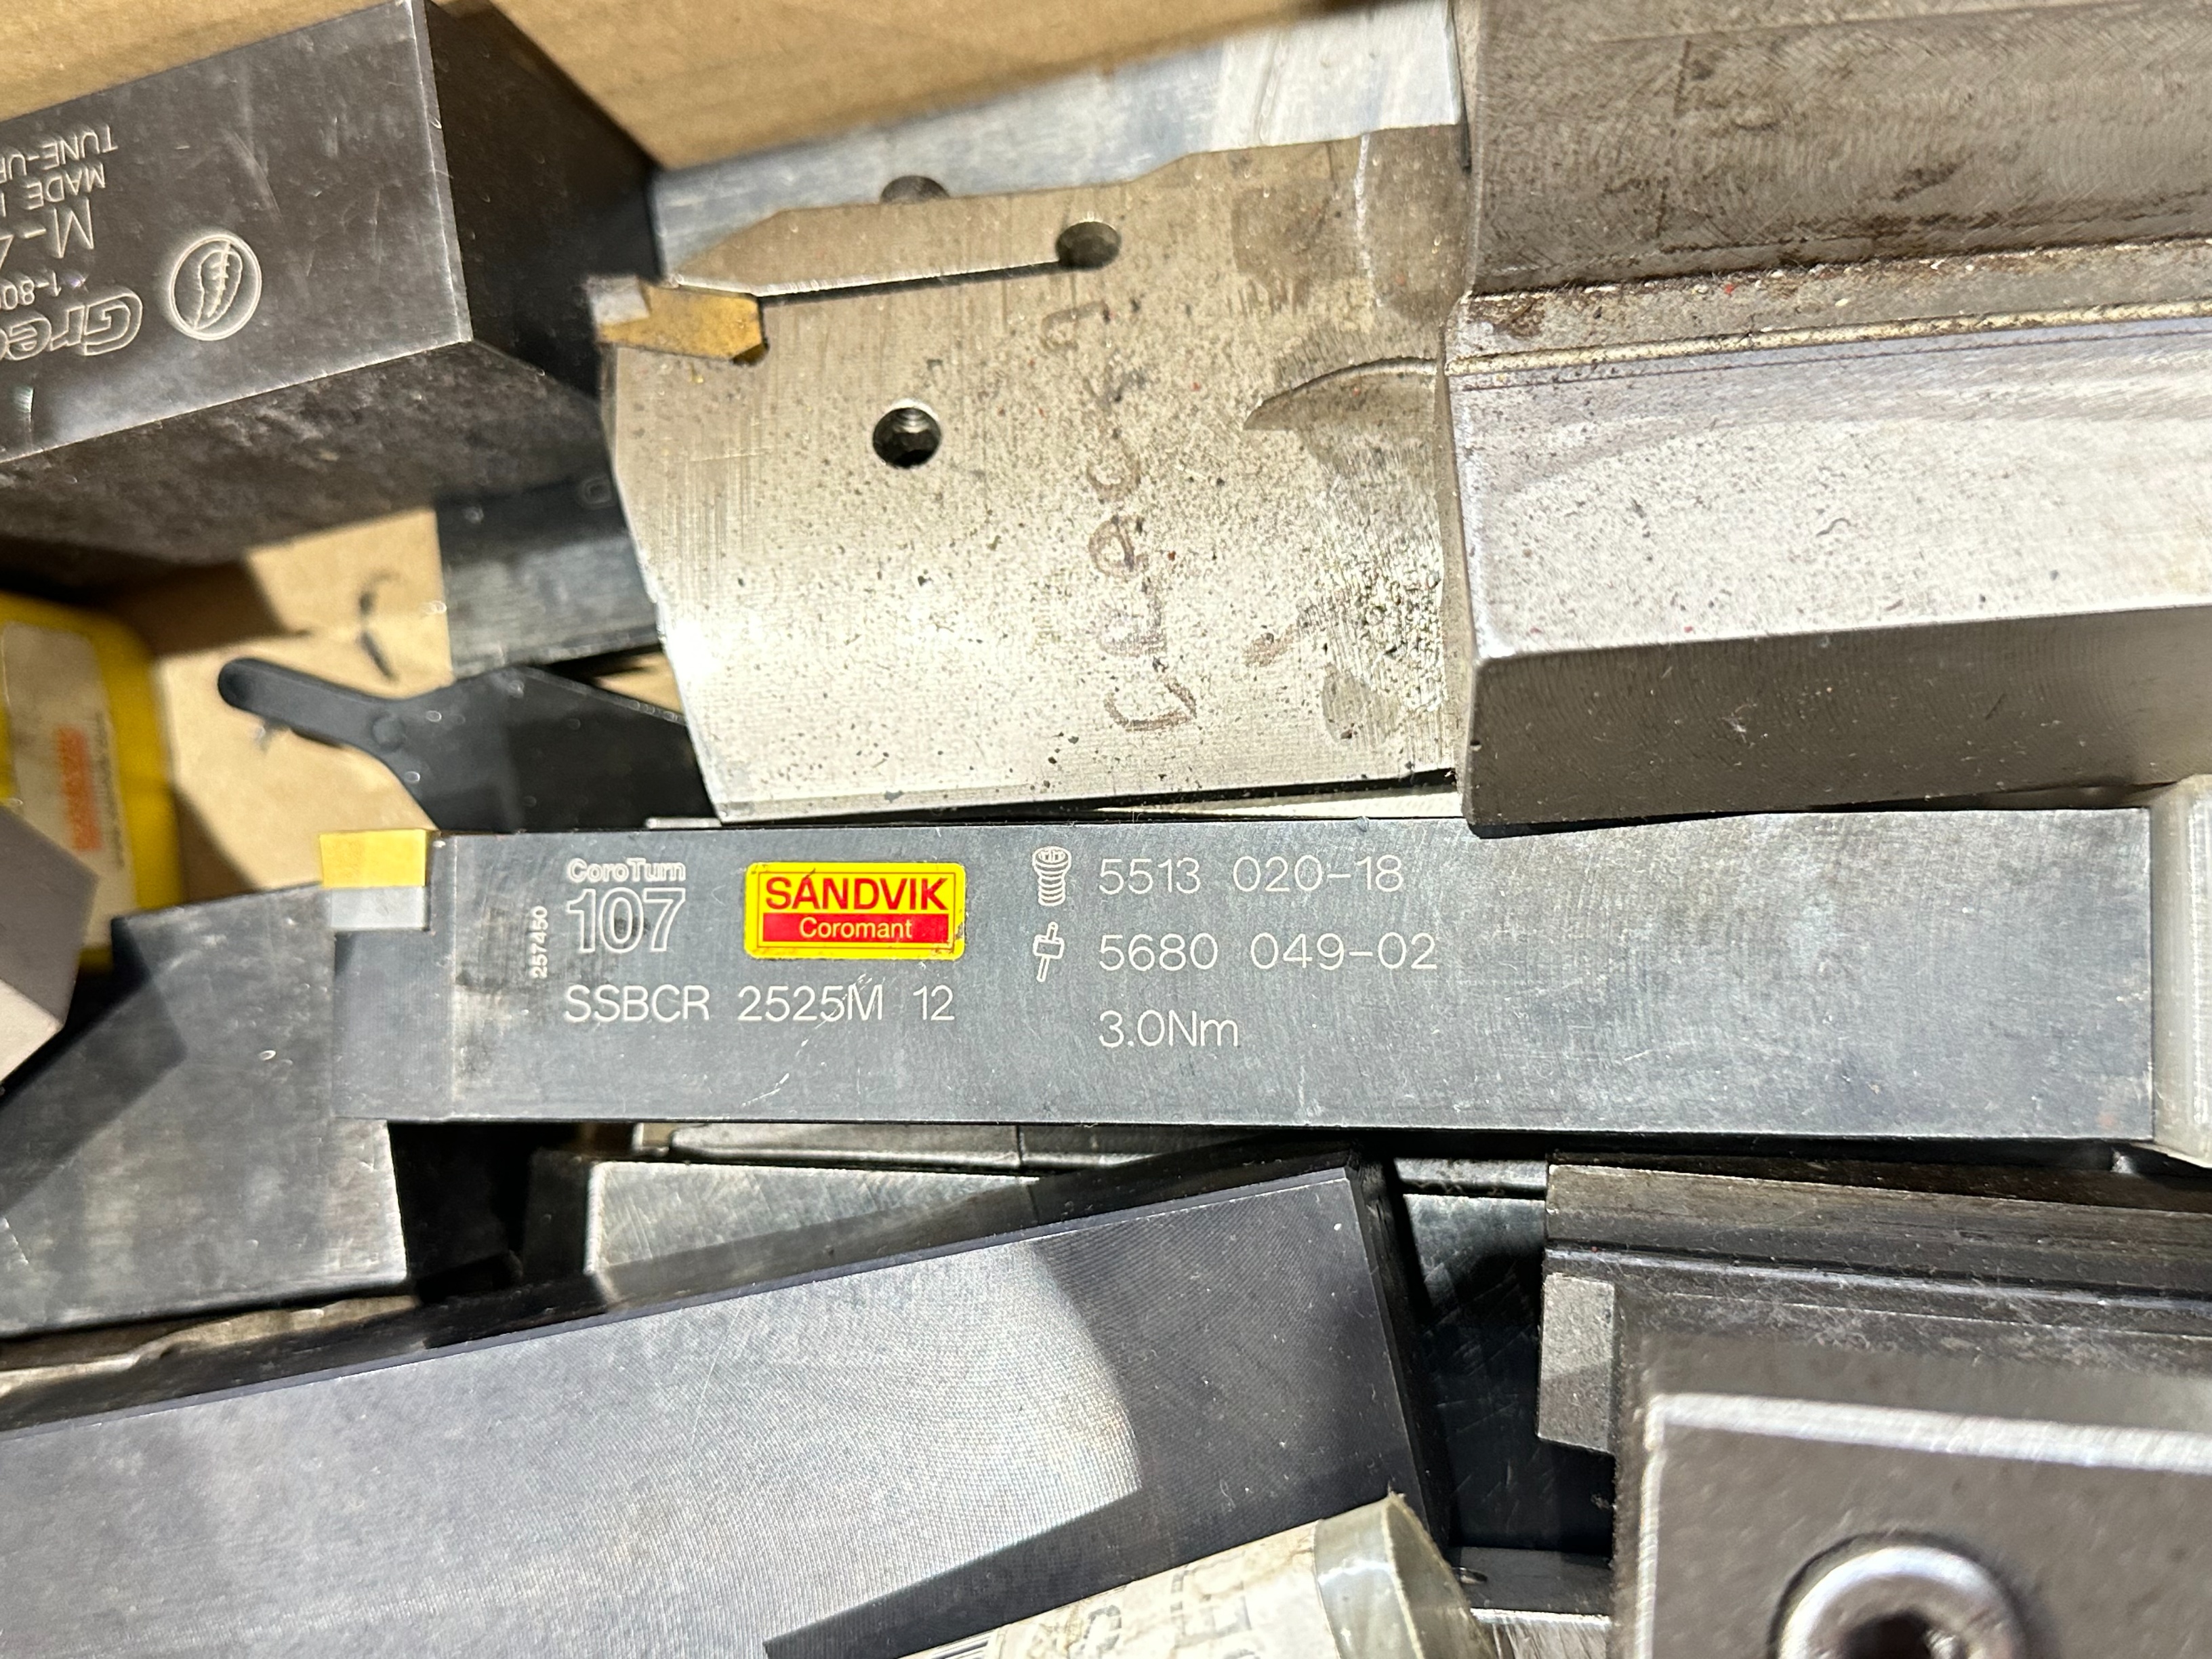 TUNE-UP
MADE
M-
1-80
Gree
CoroTurn
107
257450
SSBCR 2525M 12
SANDVIK
Coromant
5513 020-18
5680 049-02
3.0Nm